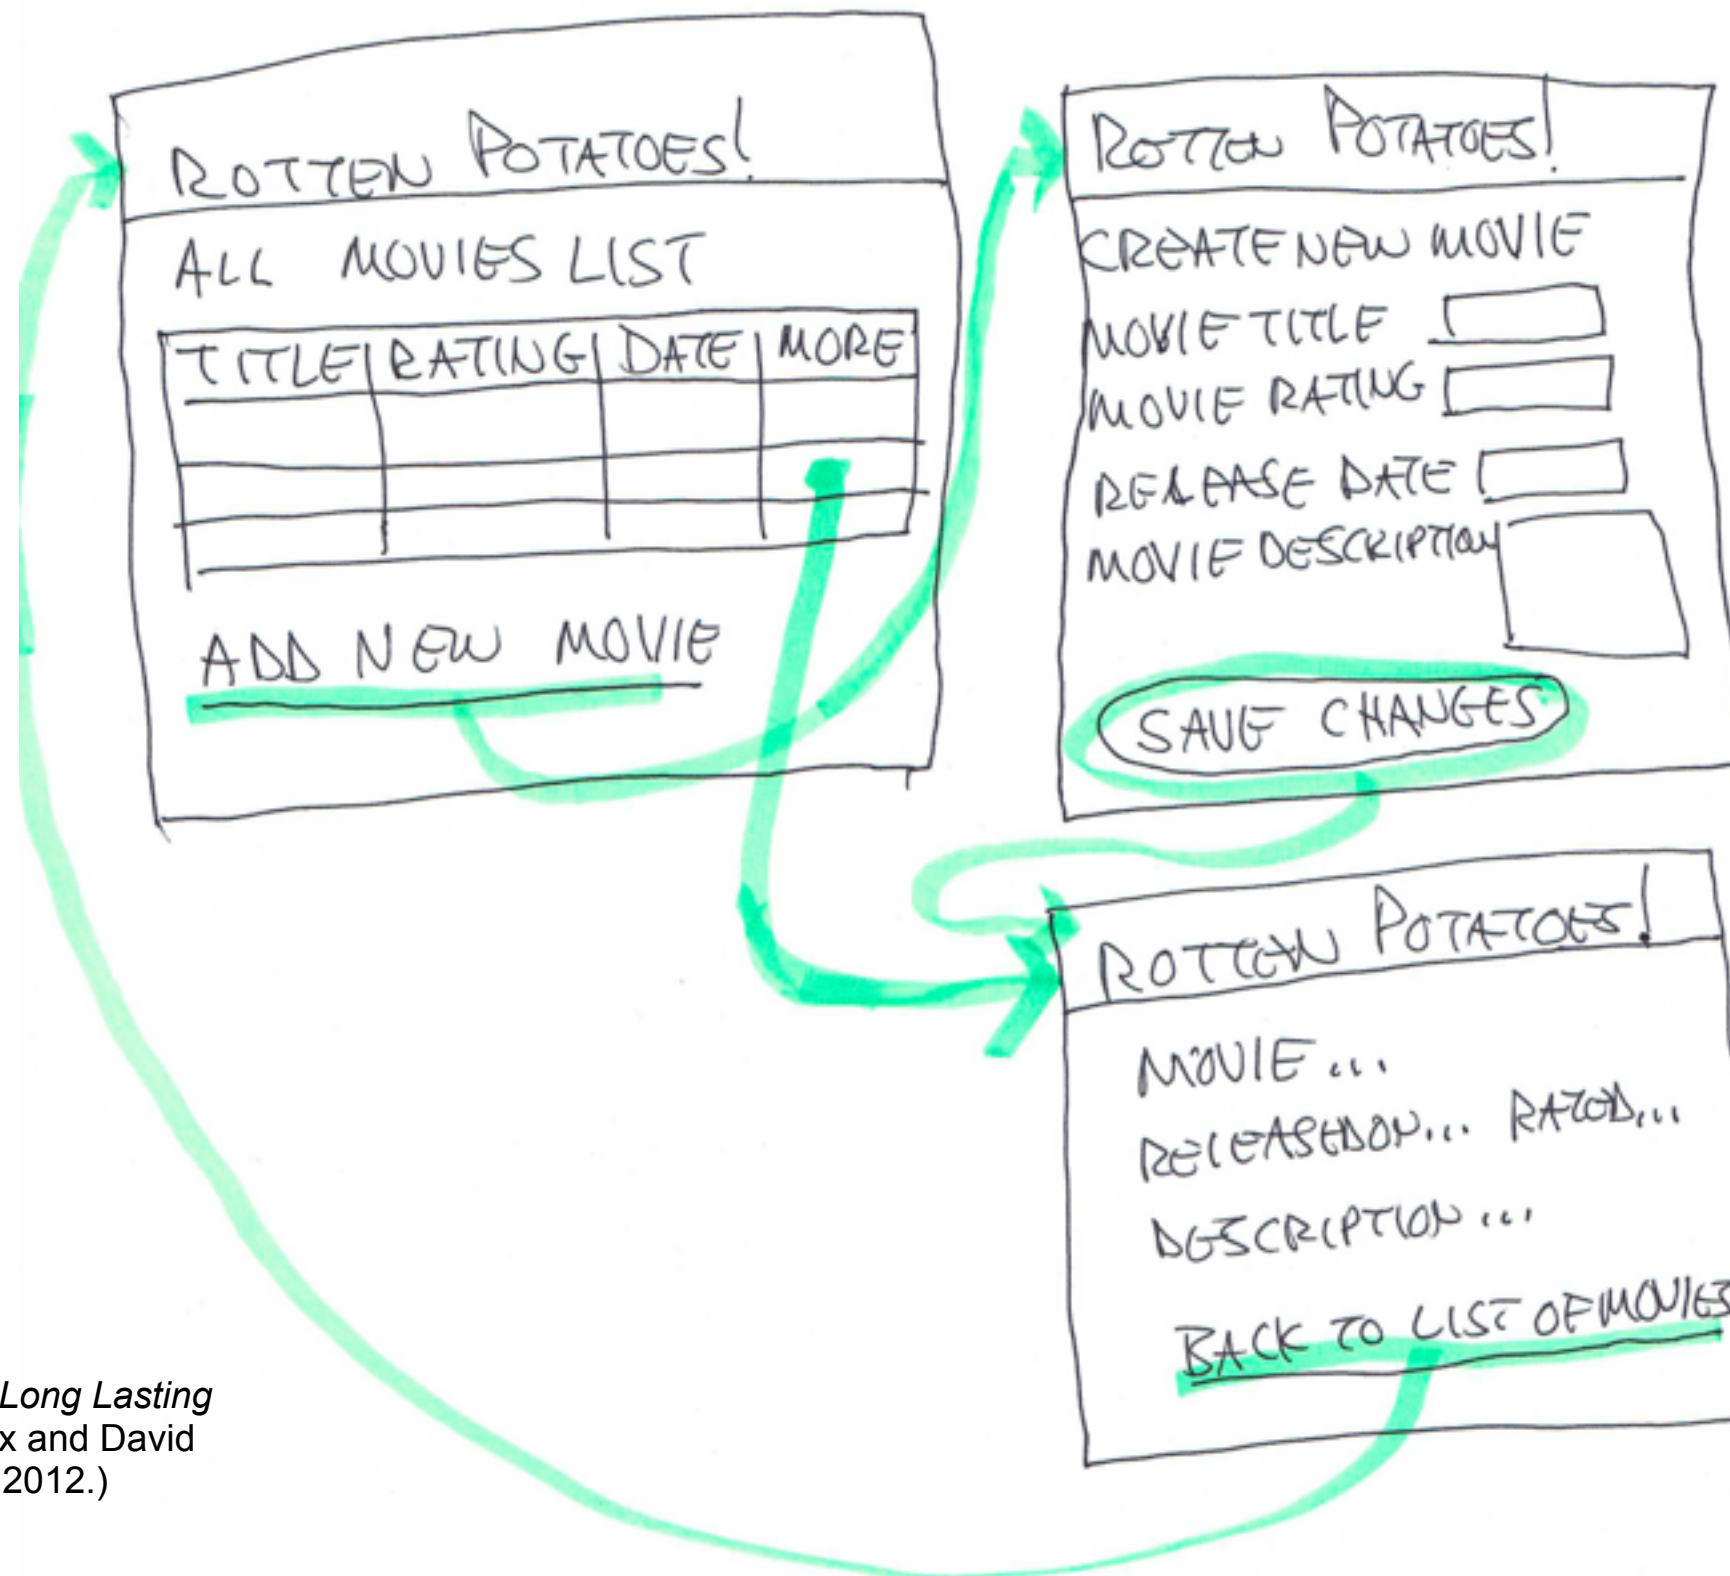 ROTTEN POTATOES!
ALL MOVIES LIST
TITLE RATING DATE MORE
ADD NEW MOVIE
ROTTEN POTATOES!
CREATE NEW MOVIE
MOVIE TITLE
MOVIE RATING
RELEASE DATE
MOVIE DESCRIPTION
SAVE CHANGES
ROTTEN POTATOES!
MOVIE...
RELEASED ON... RATED...
DESCRIPTION...
BACK TO LIST OF MOVIES
Long Lasting
x and David
2012.)